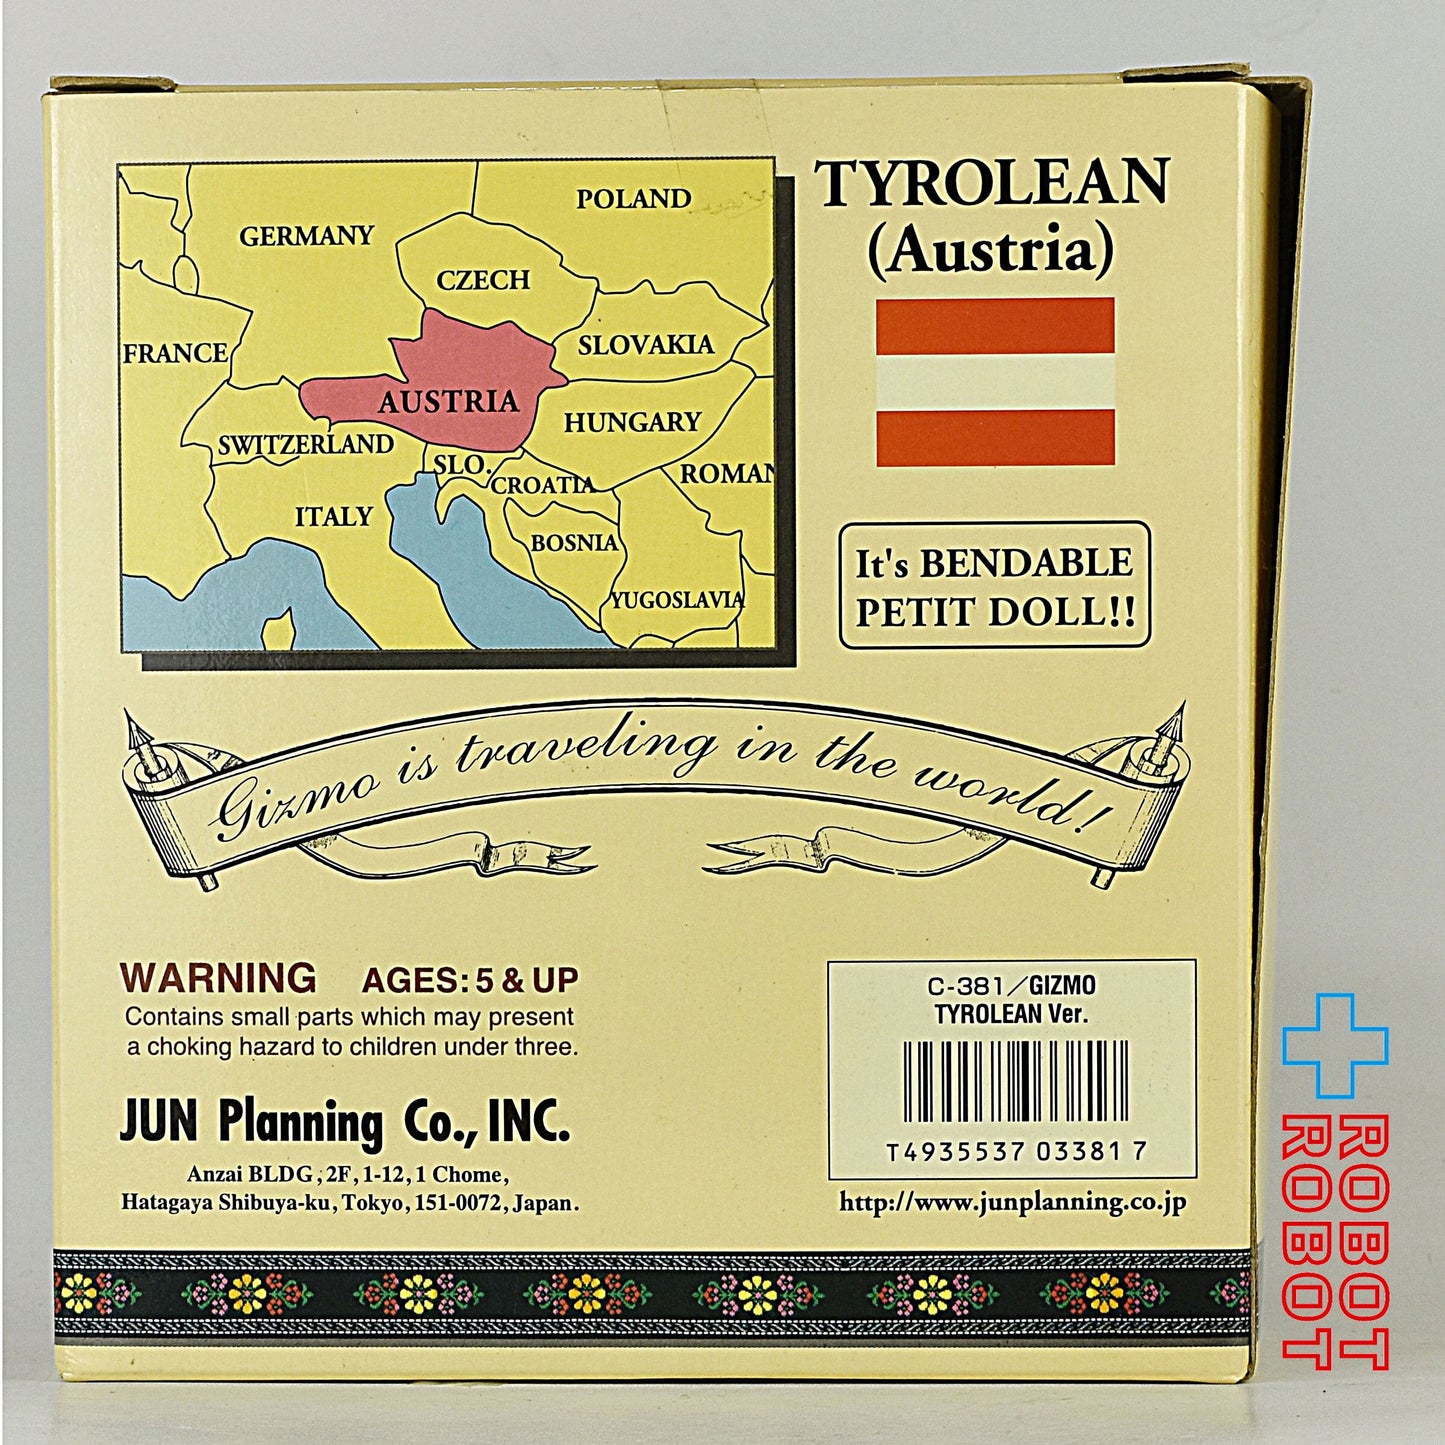 TYROLEAN
(Austria)
POLAND
GERMANY
CZECH
FRANCE
SLOVAKIA
AUSTRIA
HUNGARY
SWITZERLAND
SLO.
CROATIA
ROMAN
ITALY
BOSNIA
YUGOSLAVIA
It's BENDABLE
PETIT DOLL!!
Gizmo is traveling in the world!
WARNING AGES: 5 & UP
Contains small parts which may present
a choking hazard to children under three.
JUN Planning Co., INC.
Anzai BLDG, 2F, 1-12, 1 Chome,
Hatagaya Shibuya-ku, Tokyo, 151-0072, Japan.
C-381/GIZMO
TYROLEAN Ver.
T4935537 03381 7
http://www.junplanning.co.jp
ROBOT
ROBOT